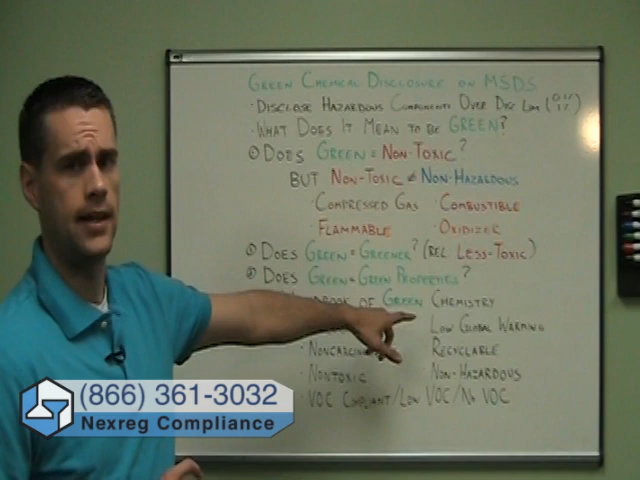 GREEN CHEMICAL DISCLOSURE ON MSDS
· DISCLOSE HAZARDOUS COMPONENTS OVER DISC LIM (0.1% 1%)
· WHAT DOES IT MEAN TO BE GREEN?
① DOES GREEN = NON-TOXIC?
BUT NON-TOXIC ≠ NON-HAZARDOUS
· COMPRESSED GAS · COMBUSTIBLE
· FLAMMABLE · OXIDIZER
② DOES GREEN = GREENER? (REL LESS-TOXIC)
DOES GREEN = GREEN PROPERTIES?
OF GREEN CHEMISTRY
LOW GLOBAL WARMING
RECYCLABLE
· NONTOXIC NON-HAZARDOUS
· VOC COMPLIANT/LOW VOC/NO VOC
(866) 361-3032
Nexreg Compliance